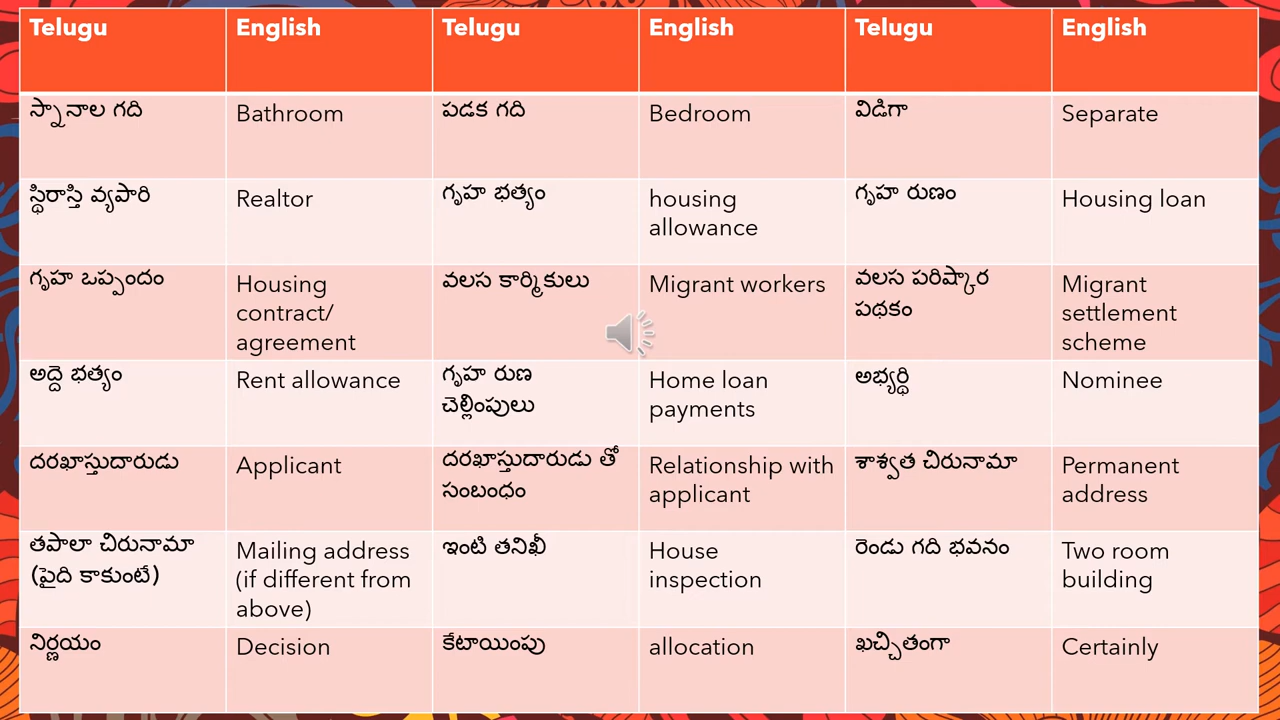 Telugu English Telugu English Telugu English
స్నానాల గది Bathroom పడక గది Bedroom విడిగా Separate
స్థిరాస్తి వ్యపారి Realtor గృహ భత్యం housing గృహ రుణం Housing loan
allowance
గృహ ఒప్పందం Housing వలస కార్మికులు Migrant workers వలస పరిష్కార Migrant
contract/ పథకం settlement
agreement scheme
అద్దె భత్యం Rent allowance గృహ రుణ Home loan అభ్యర్థి Nominee
చెల్లింపులు payments
దరఖాస్తుదారుడు Applicant దరఖాస్తుదారుడు తో Relationship with శాశ్వత చిరునామా Permanent
సంబంధం applicant address
తపాలా చిరునామా Mailing address ఇంటి తనిఖీ House రెండు గది భవనం Two room
(పైది కాకుంటే) (if different from inspection building
above)
నిర్ణయం Decision కేటాయింపు allocation ఖచ్చితంగా Certainly